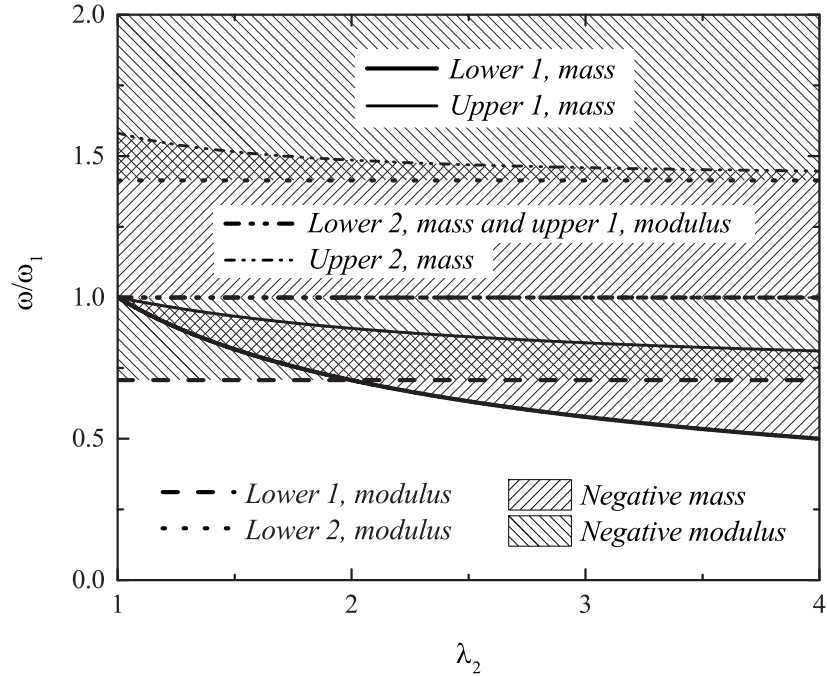 2.0
Lower 1, mass
Upper 1, mass
1.5
Lower 2, mass and upper 1, modulus
Upper 2, mass
ω/ω₁
1.0
0.5
Lower 1, modulus
Negative mass
Lower 2, modulus
Negative modulus
0.0
1 2 3 4
λ₂